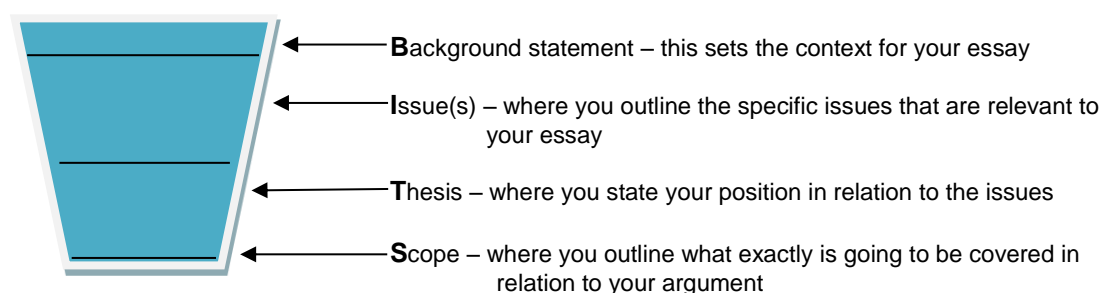 Background statement – this sets the context for your essay
Issue(s) – where you outline the specific issues that are relevant to
your essay
Thesis – where you state your position in relation to the issues
Scope – where you outline what exactly is going to be covered in
relation to your argument